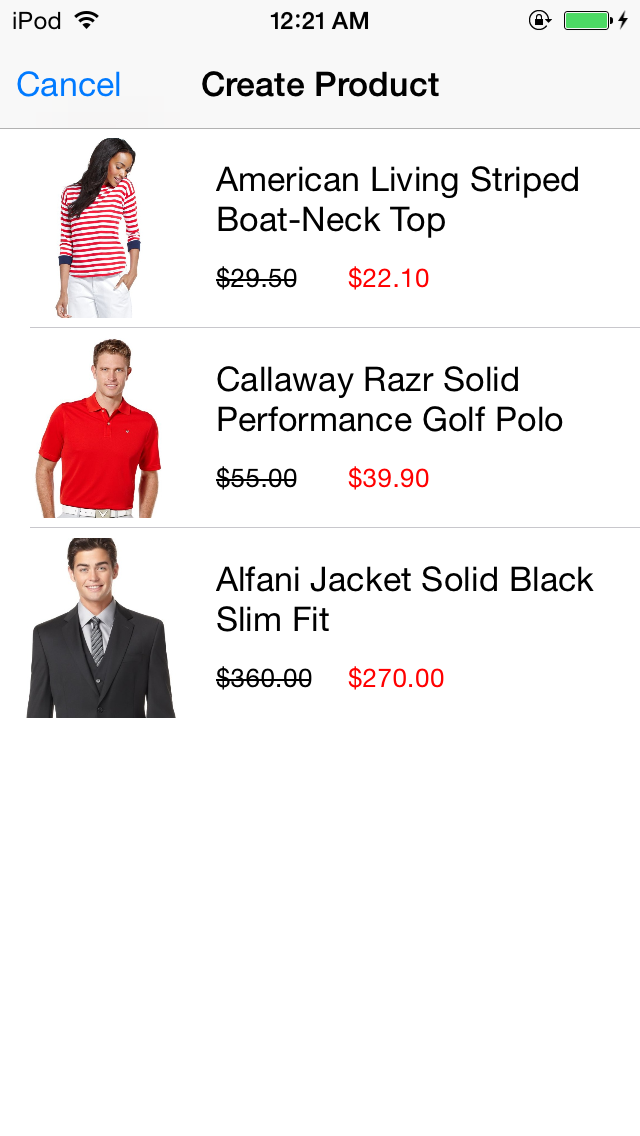 iPod 12:21 AM
Cancel Create Product
American Living Striped
Boat-Neck Top
$29.50 $22.10
Callaway Razr Solid
Performance Golf Polo
$55.00 $39.90
Alfani Jacket Solid Black
Slim Fit
$360.00 $270.00